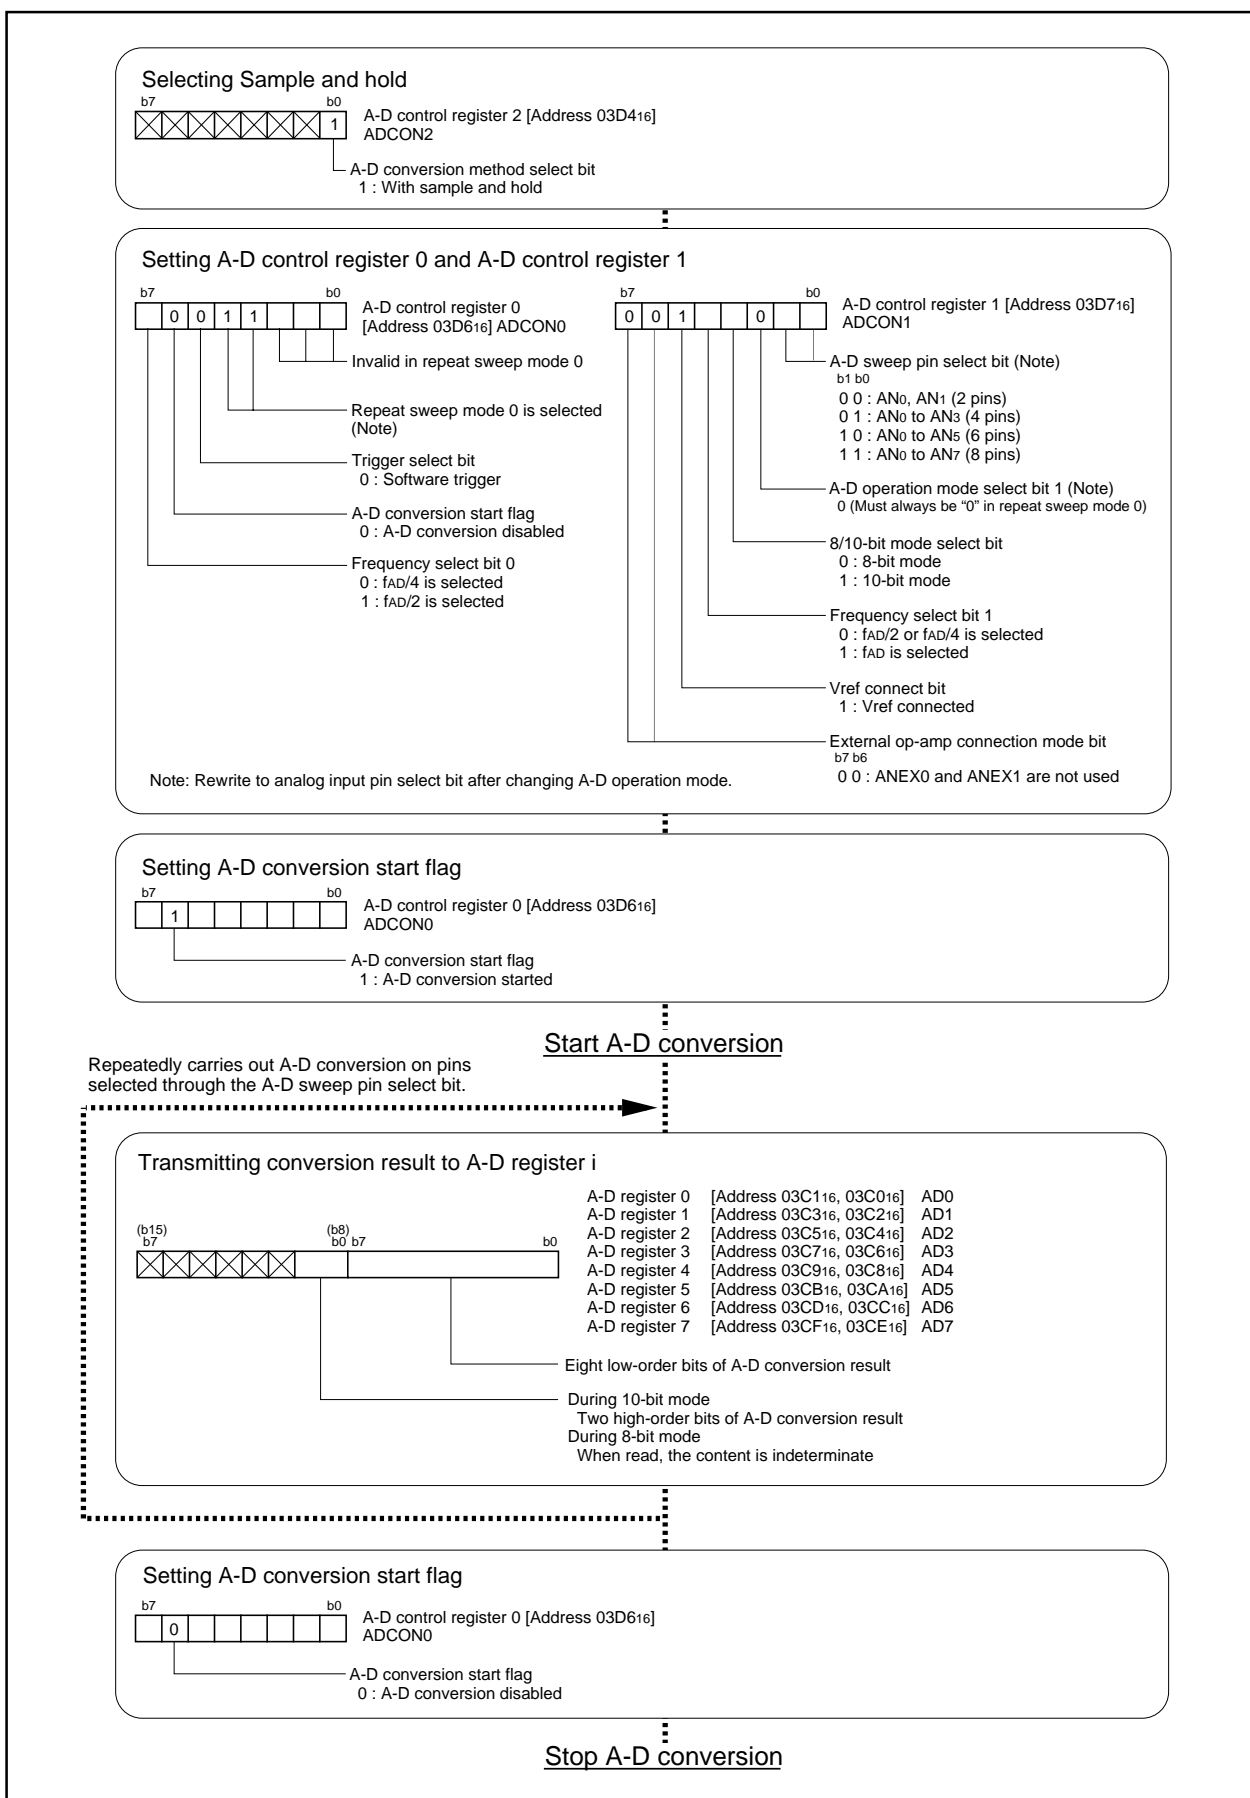 Selecting Sample and hold
b7 b0
1
A-D control register 2 [Address 03D416]
ADCON2
A-D conversion method select bit
1 : With sample and hold
Setting A-D control register 0 and A-D control register 1
b7 b0
0 0 1 1
A-D control register 0
[Address 03D616] ADCON0
Invalid in repeat sweep mode 0
Repeat sweep mode 0 is selected
(Note)
Trigger select bit
0 : Software trigger
A-D conversion start flag
0 : A-D conversion disabled
Frequency select bit 0
0 : fAD/4 is selected
1 : fAD/2 is selected
b7 b0
0 0 1 0
A-D control register 1 [Address 03D716]
ADCON1
A-D sweep pin select bit (Note)
b1 b0
0 0 : AN0, AN1 (2 pins)
0 1 : AN0 to AN3 (4 pins)
1 0 : AN0 to AN5 (6 pins)
1 1 : AN0 to AN7 (8 pins)
A-D operation mode select bit 1 (Note)
0 (Must always be “0” in repeat sweep mode 0)
8/10-bit mode select bit
0 : 8-bit mode
1 : 10-bit mode
Frequency select bit 1
0 : fAD/2 or fAD/4 is selected
1 : fAD is selected
Vref connect bit
1 : Vref connected
External op-amp connection mode bit
b7 b6
0 0 : ANEX0 and ANEX1 are not used
Note: Rewrite to analog input pin select bit after changing A-D operation mode.
Setting A-D conversion start flag
b7 b0
1
A-D control register 0 [Address 03D616]
ADCON0
A-D conversion start flag
1 : A-D conversion started
Start A-D conversion
Repeatedly carries out A-D conversion on pins
selected through the A-D sweep pin select bit.
Transmitting conversion result to A-D register i
(b15) (b8)
b7 b0 b7 b0
A-D register 0 [Address 03C116, 03C016] AD0
A-D register 1 [Address 03C316, 03C216] AD1
A-D register 2 [Address 03C516, 03C416] AD2
A-D register 3 [Address 03C716, 03C616] AD3
A-D register 4 [Address 03C916, 03C816] AD4
A-D register 5 [Address 03CB16, 03CA16] AD5
A-D register 6 [Address 03CD16, 03CC16] AD6
A-D register 7 [Address 03CF16, 03CE16] AD7
Eight low-order bits of A-D conversion result
During 10-bit mode
Two high-order bits of A-D conversion result
During 8-bit mode
When read, the content is indeterminate
Setting A-D conversion start flag
b7 b0
0
A-D control register 0 [Address 03D616]
ADCON0
A-D conversion start flag
0 : A-D conversion disabled
Stop A-D conversion